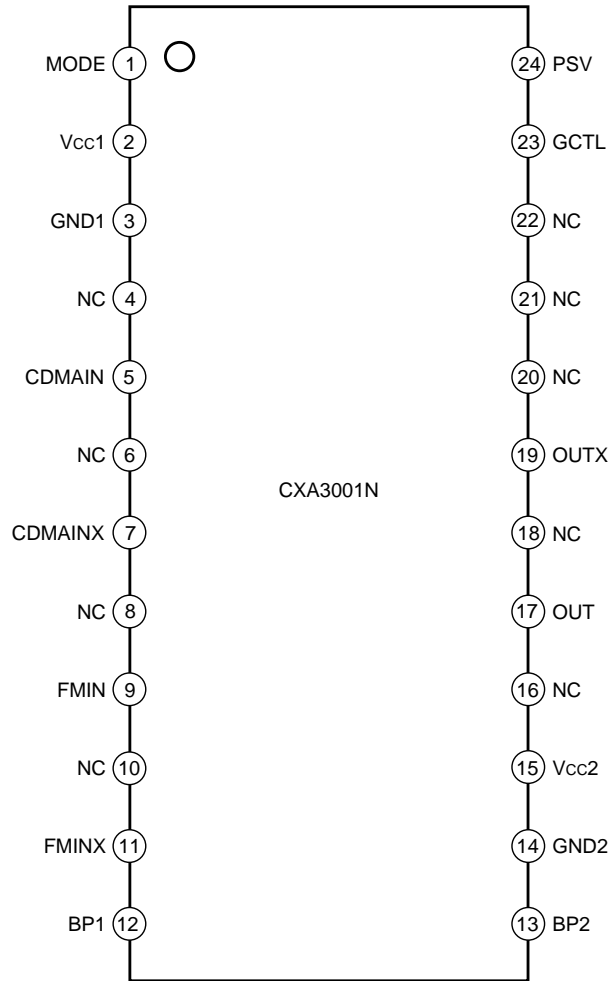 MODE 1
Vcc1 2
GND1 3
NC 4
CDMAIN 5
NC 6
CDMAINX 7
NC 8
FMIN 9
NC 10
FMINX 11
BP1 12
CXA3001N
24 PSV
23 GCTL
22 NC
21 NC
20 NC
19 OUTX
18 NC
17 OUT
16 NC
15 Vcc2
14 GND2
13 BP2